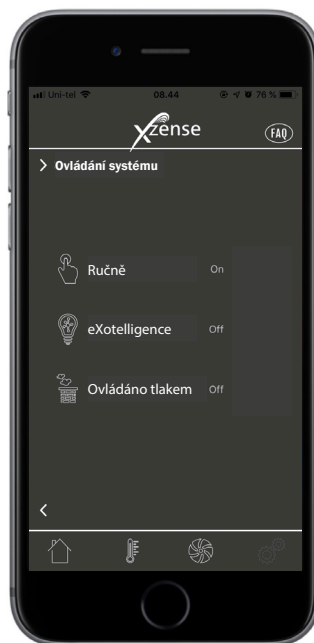 Uni-tel 08.44 76 %
xzense FAQ
> Ovládání systému
Ručně On
eXotelligence Off
Ovládáno tlakem Off
<